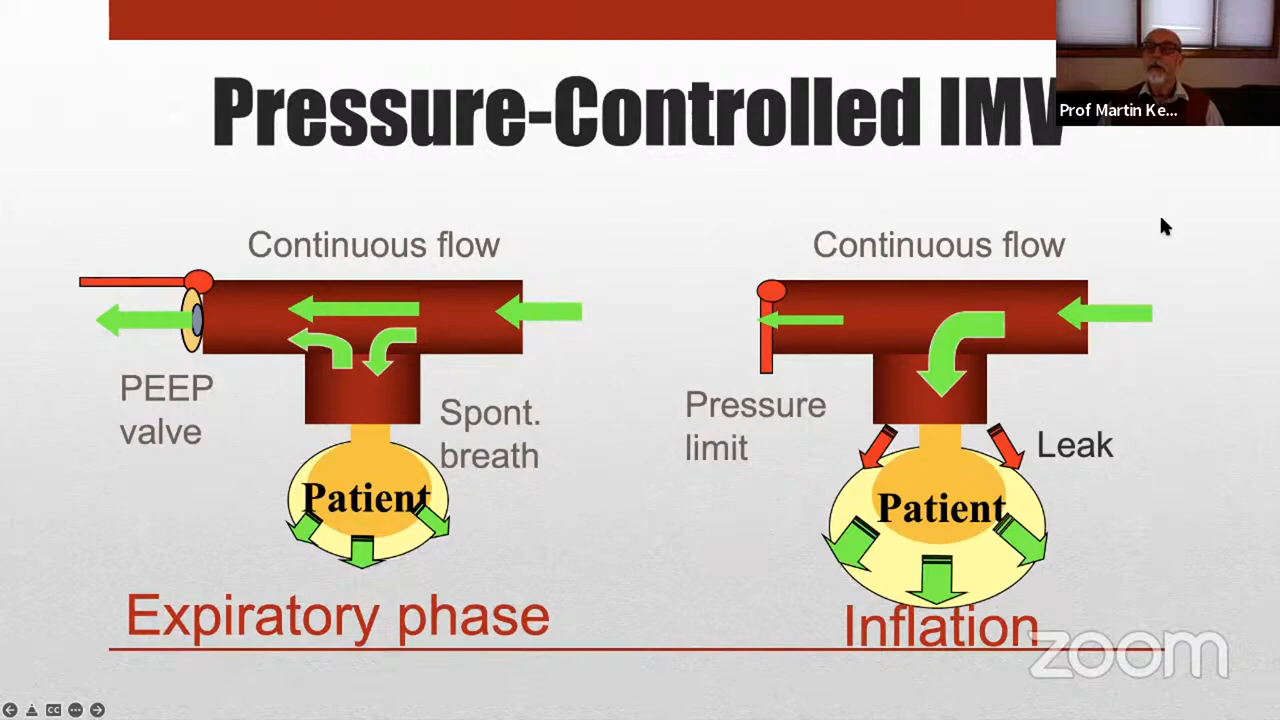 Pressure-Controlled IMV
Prof Martin Ke...
Continuous flow
PEEP
valve
Spont.
breath
Patient
Expiratory phase
Continuous flow
Pressure
limit
Leak
Patient
Inflation
zoom
CC